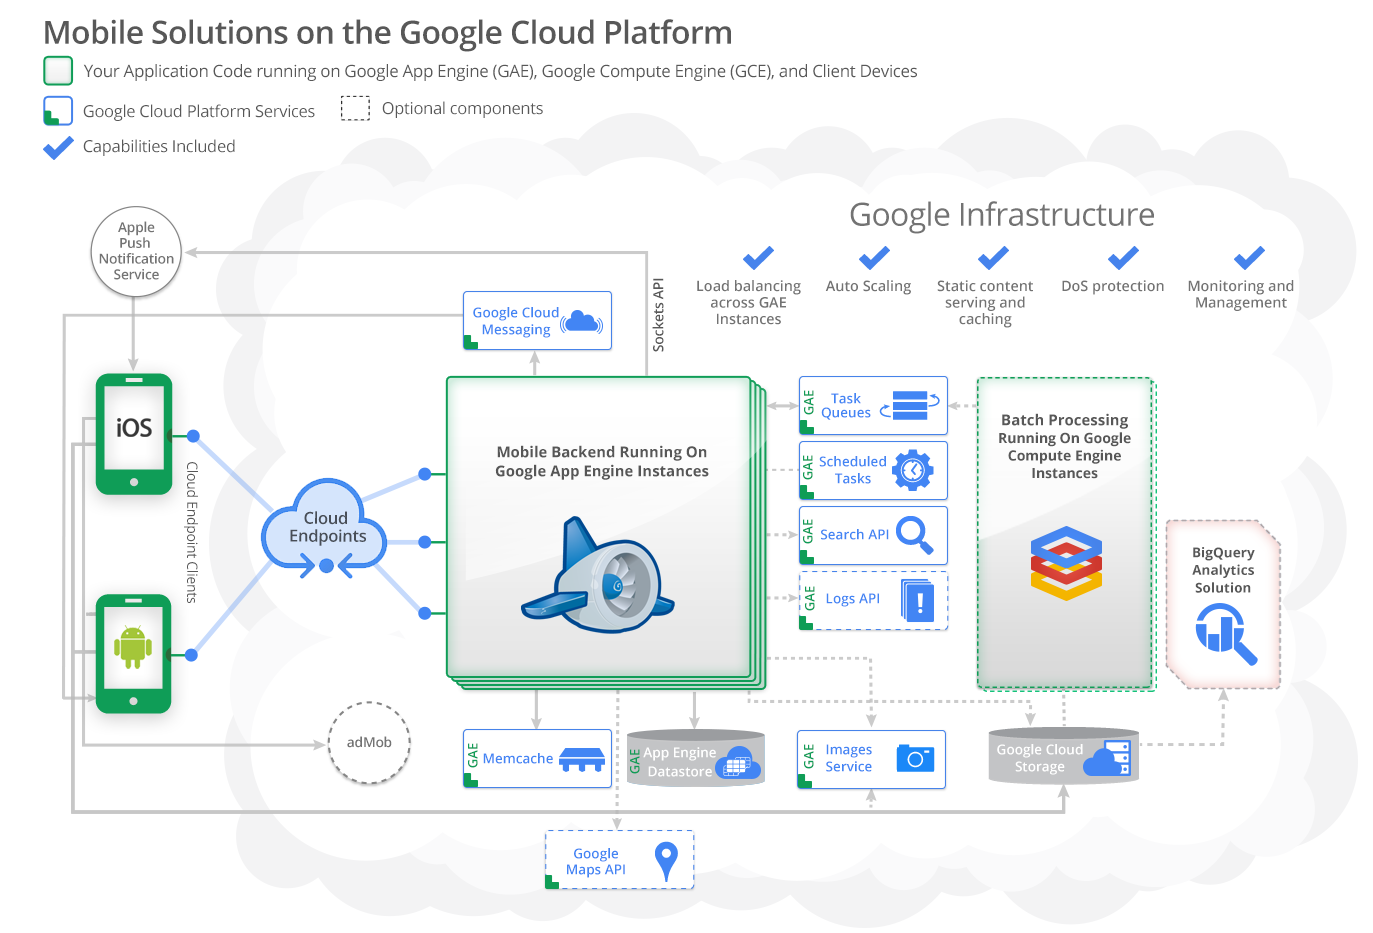 Mobile Solutions on the Google Cloud Platform
Your Application Code running on Google App Engine (GAE), Google Compute Engine (GCE), and Client Devices
Google Cloud Platform Services
Optional components
Capabilities Included
Google Infrastructure
Load balancing
across GAE
Instances
Auto Scaling
Static content
serving and
caching
DoS protection
Monitoring and
Management
Apple
Push
Notification
Service
Google Cloud
Messaging
Sockets API
iOS
Cloud Endpoint Clients
Cloud
Endpoints
Mobile Backend Running On
Google App Engine Instances
GAE
Task
Queues
GAE
Scheduled
Tasks
GAE
Search API
GAE
Logs API
Batch Processing
Running On Google
Compute Engine
Instances
BigQuery
Analytics
Solution
adMob
GAE
Memcache
GAE
App Engine
Datastore
GAE
Images
Service
Google Cloud
Storage
Google
Maps API